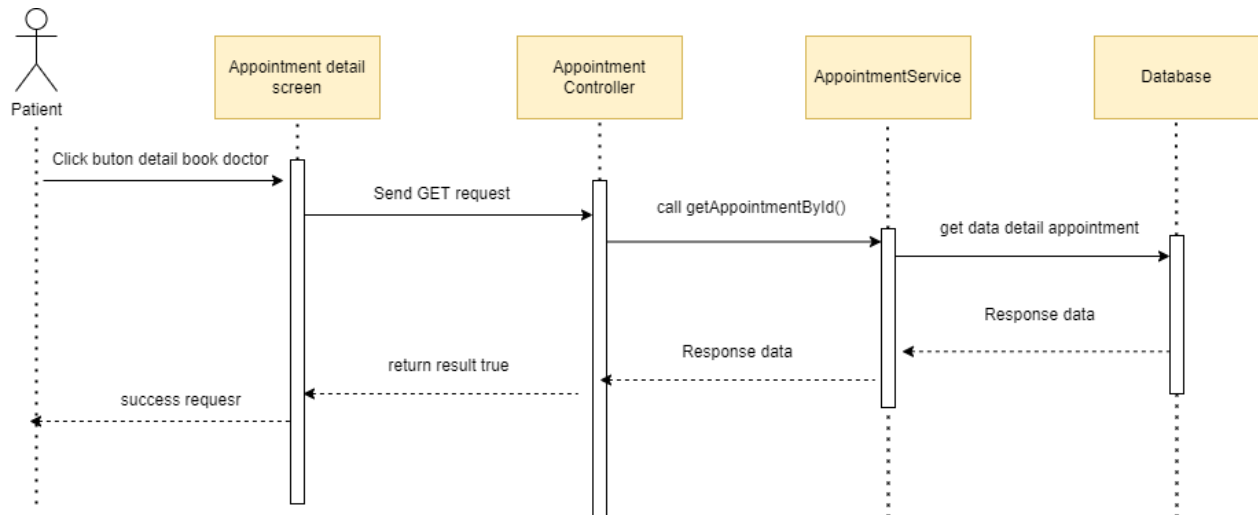 Patient
Appointment detail
screen
Appointment
Controller
AppointmentService
Database
Click buton detail book doctor
Send GET request
call getAppointmentById()
get data detail appointment
Response data
Response data
return result true
success requesr